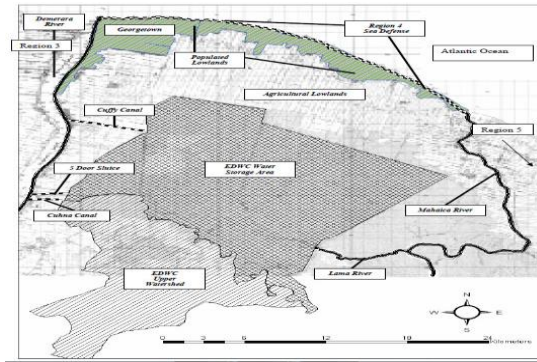 Demerara
River
Region 3
Georgetown
Region 4
Sea Defense
Atlantic Ocean
Populated
Lowlands
Agricultural Lowlands
Cuffy Canal
Region 5
5 Door Sluice
EDWC Water
Storage Area
Cuhna Canal
Mahaica River
EDWC
Upper
Watershed
Lama River
N
W
E
S
0
3
6
12
18
24
Kilometers